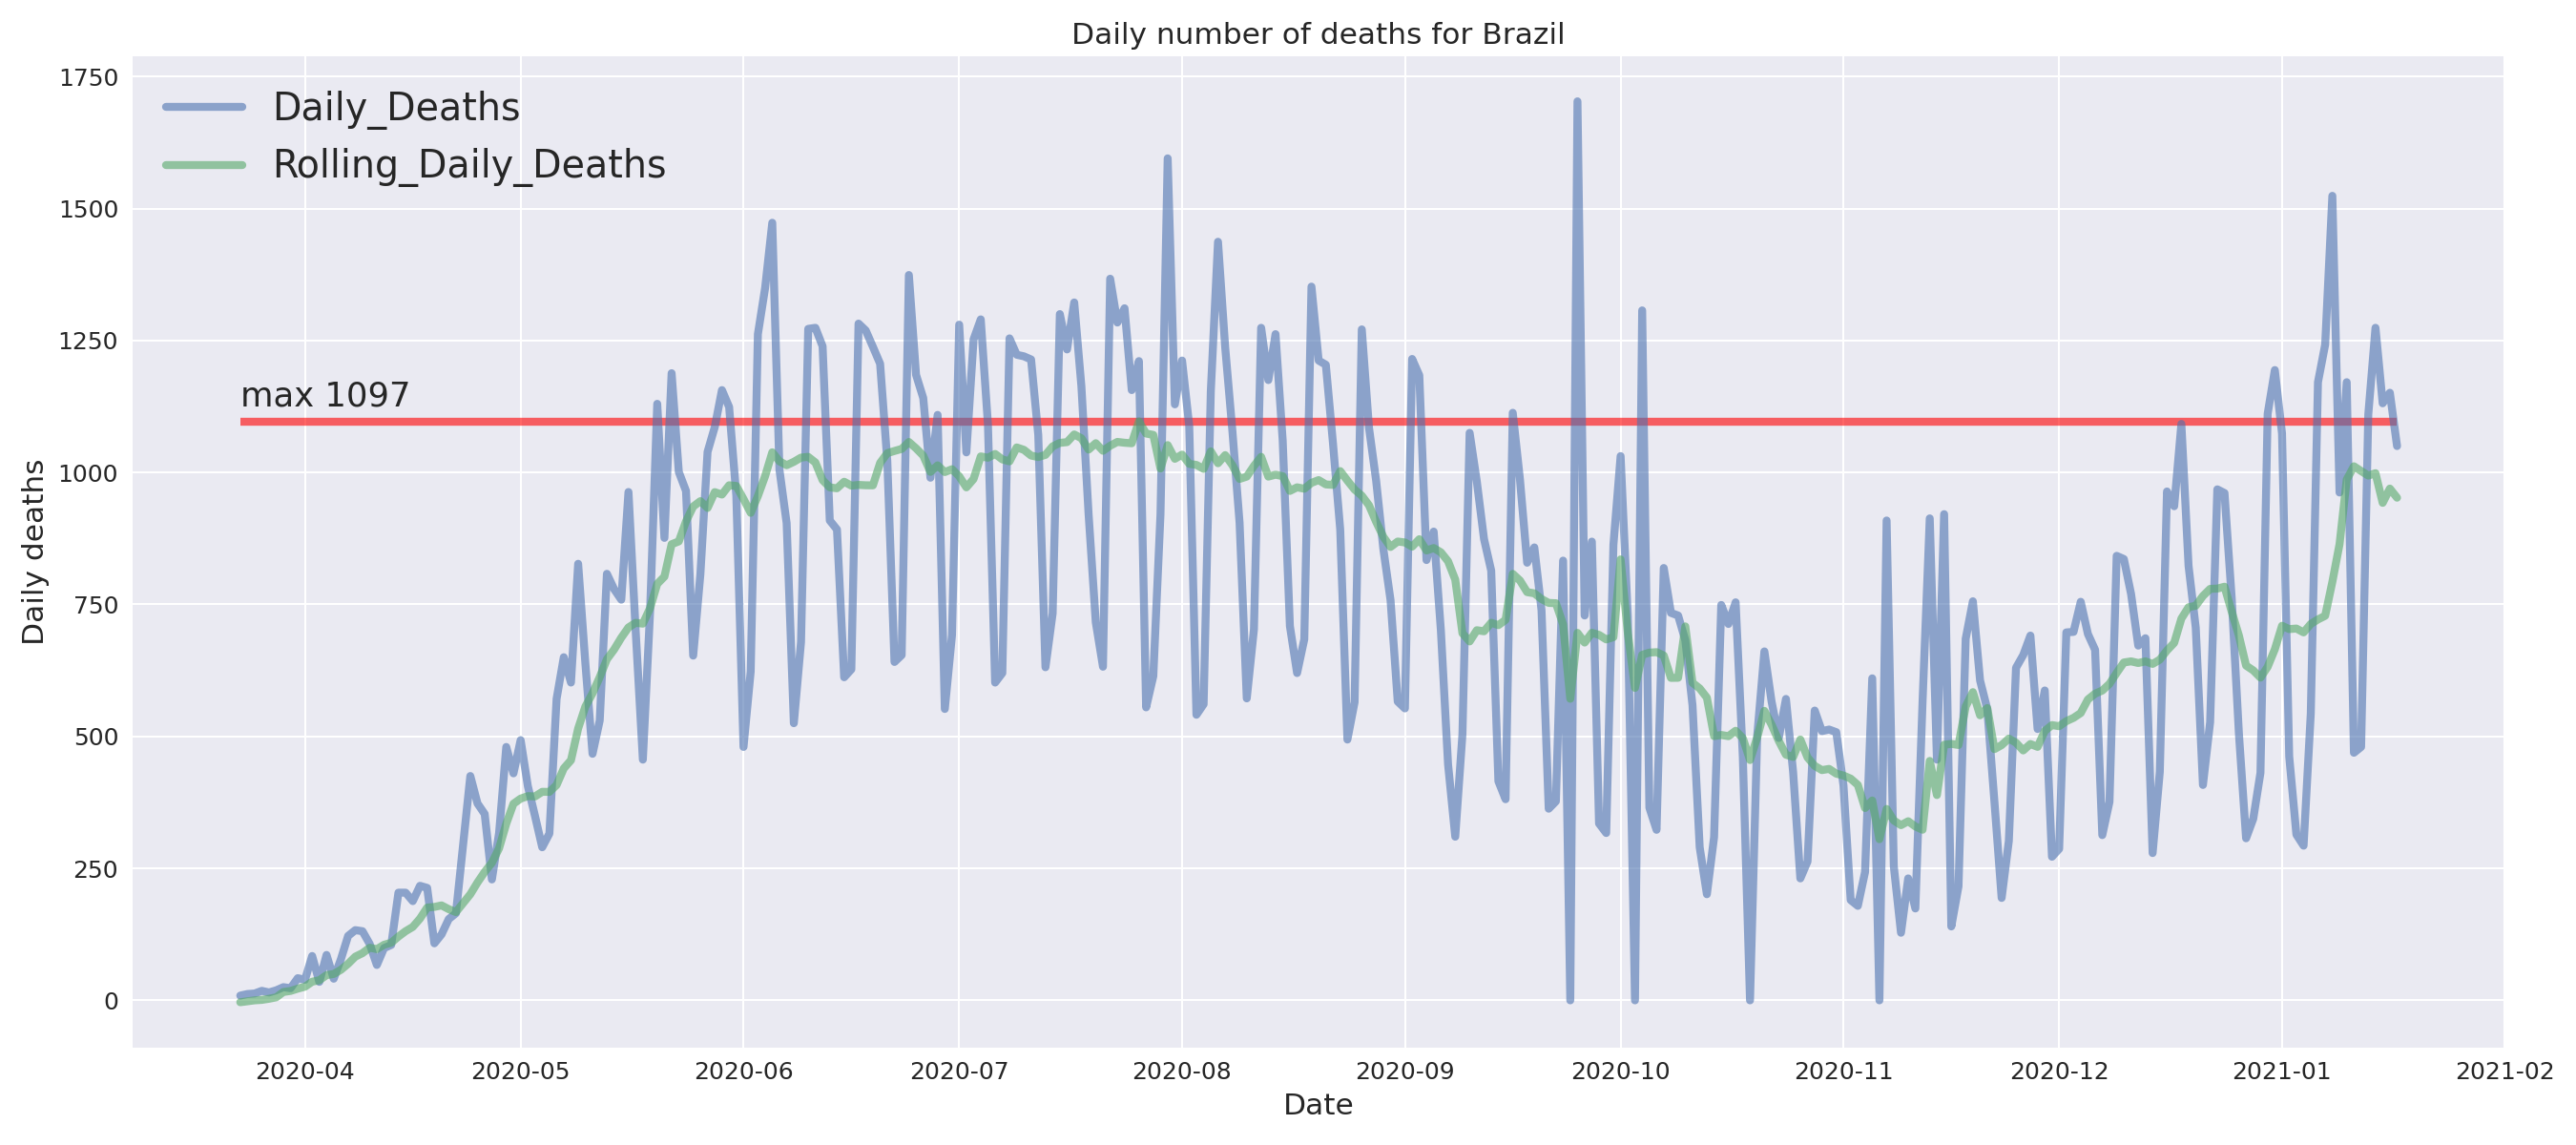 Daily number of deaths for Brazil
1750
1500
1250
1000
750
500
250
0
Daily deaths
Daily_Deaths
Rolling_Daily_Deaths
max 1097
2020-04 2020-05 2020-06 2020-07 2020-08 2020-09 2020-10 2020-11 2020-12 2021-01 2021-02
Date